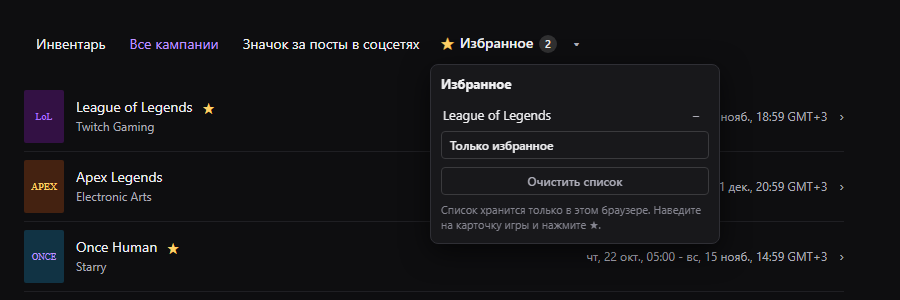 Инвентарь Все кампании Значок за посты в соцсетях ★ Избранное 2
Избранное
League of Legends –
Только избранное
Очистить список
Список хранится только в этом браузере. Наведите
на карточку игры и нажмите ★.
LoL
League of Legends ★
Twitch Gaming
нояб., 18:59 GMT+3 ›
APEX
Apex Legends
Electronic Arts
1 дек., 20:59 GMT+3 ›
ONCE
Once Human ★
Starry
чт, 22 окт., 05:00 - вс, 15 нояб., 14:59 GMT+3 ›